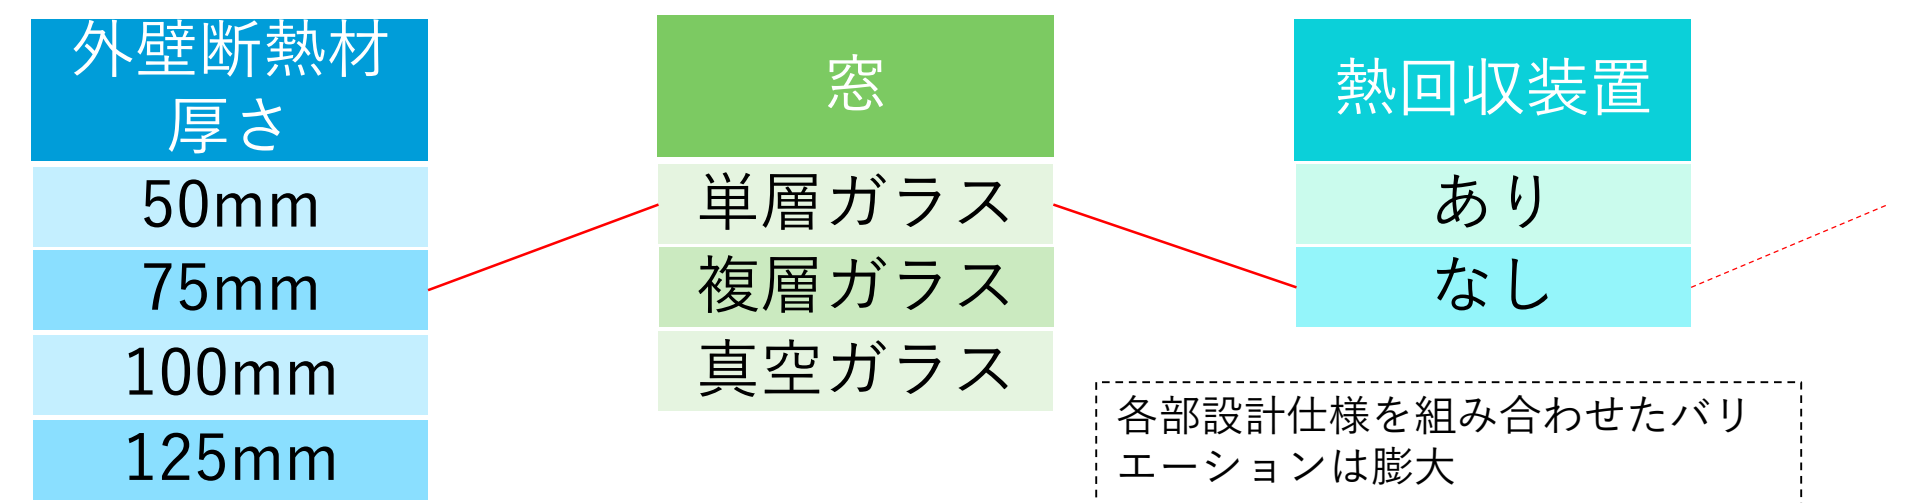 外壁断熱材
厚さ
50mm
75mm
100mm
125mm
窓
単層ガラス
複層ガラス
真空ガラス
熱回収装置
あり
なし
各部設計仕様を組み合わせたバリ
エーションは膨大